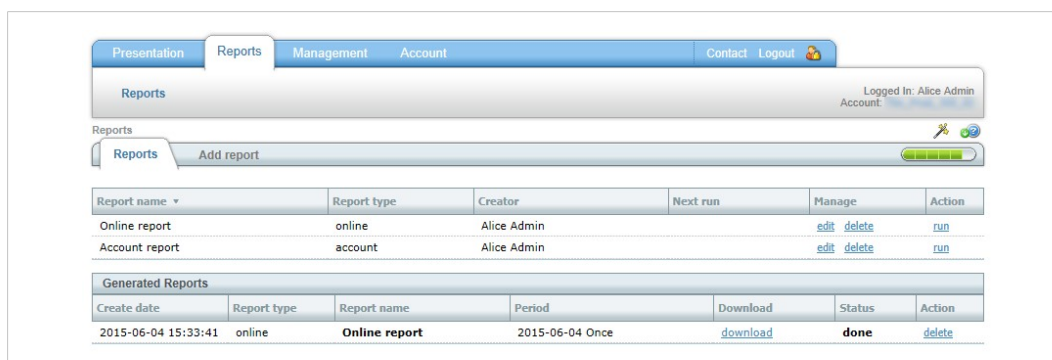 Presentation Reports Management Account Contact Logout
Reports
Logged In: Alice Admin
Account:
Reports
Reports Add report
Report name Report type Creator Next run Manage Action
Online report online Alice Admin edit delete run
Account report account Alice Admin edit delete run
Generated Reports
Create date Report type Report name Period Download Status Action
2015-06-04 15:33:41 online Online report 2015-06-04 Once download done delete